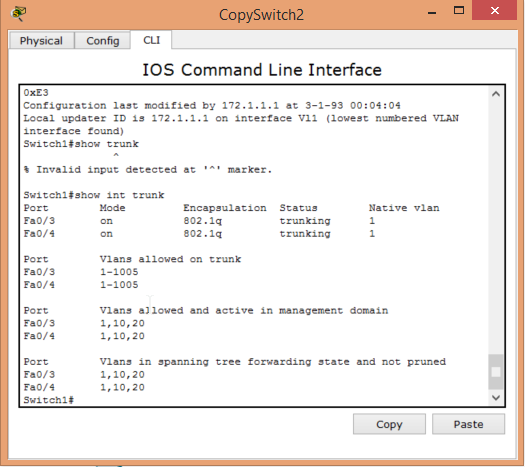 CopySwitch2
Physical Config CLI
IOS Command Line Interface
0xE3
Configuration last modified by 172.1.1.1 at 3-1-93 00:04:04
Local updater ID is 172.1.1.1 on interface Vl1 (lowest numbered VLAN
interface found)
Switch1#show trunk
^
% Invalid input detected at '^' marker.
Switch1#show int trunk
Port Mode Encapsulation Status Native vlan
Fa0/3 on 802.1q trunking 1
Fa0/4 on 802.1q trunking 1
Port Vlans allowed on trunk
Fa0/3 1-1005
Fa0/4 1-1005
Port Vlans allowed and active in management domain
Fa0/3 1,10,20
Fa0/4 1,10,20
Port Vlans in spanning tree forwarding state and not pruned
Fa0/3 1,10,20
Fa0/4 1,10,20
Switch1#
Copy Paste